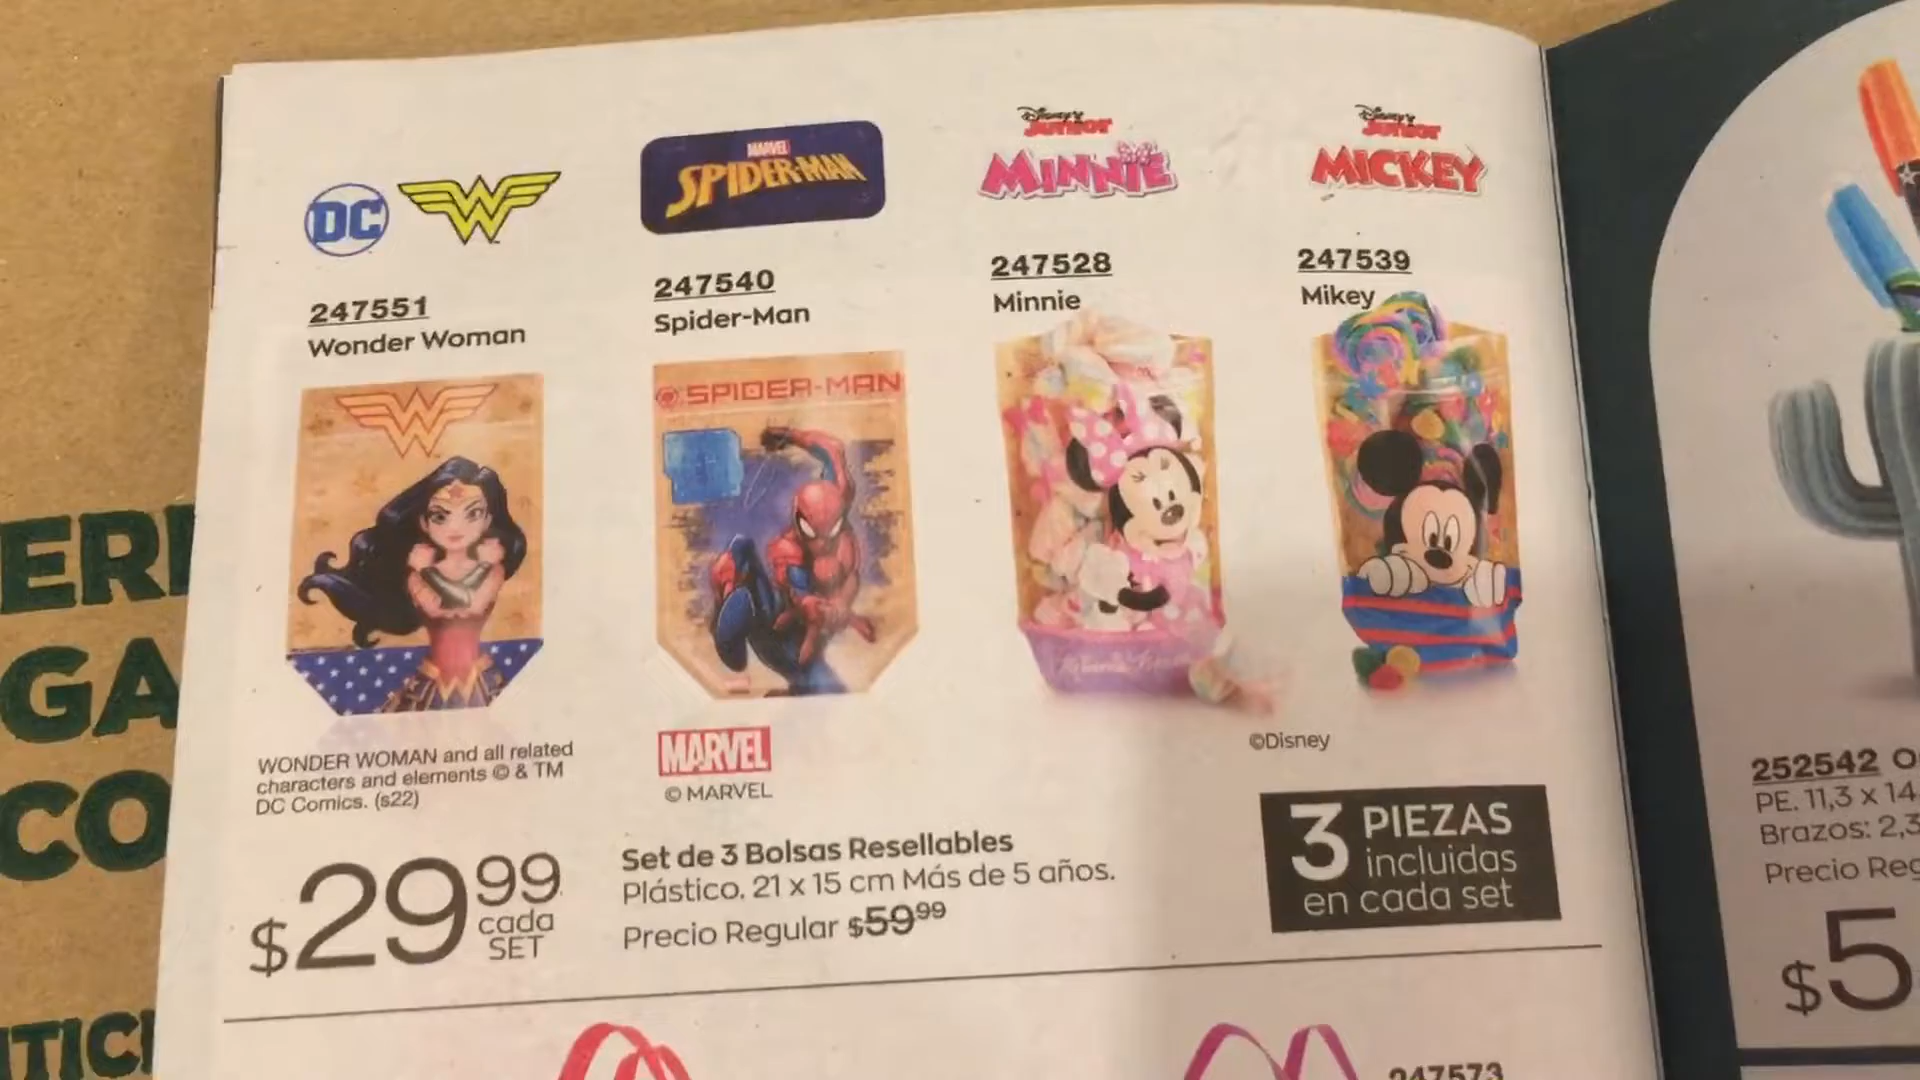 DC
247551
Wonder Woman
MARVEL
SPIDER-MAN
247540
Spider-Man
SPIDER-MAN
Disney
JUNIOR
MINNIE
247528
Minnie
Disney
JUNIOR
MICKEY
247539
Mikey
WONDER WOMAN and all related
characters and elements © & TM
DC Comics. (s22)
MARVEL
© MARVEL
©Disney
3 PIEZAS
incluidas
en cada set
$29 99
cada
SET
Set de 3 Bolsas Resellables
Plástico. 21 x 15 cm Más de 5 años.
Precio Regular $59 99
247573
252542
PE. 11,3 x 14
Brazos: 2,3
Precio Reg
$5
ERI
GA
CO